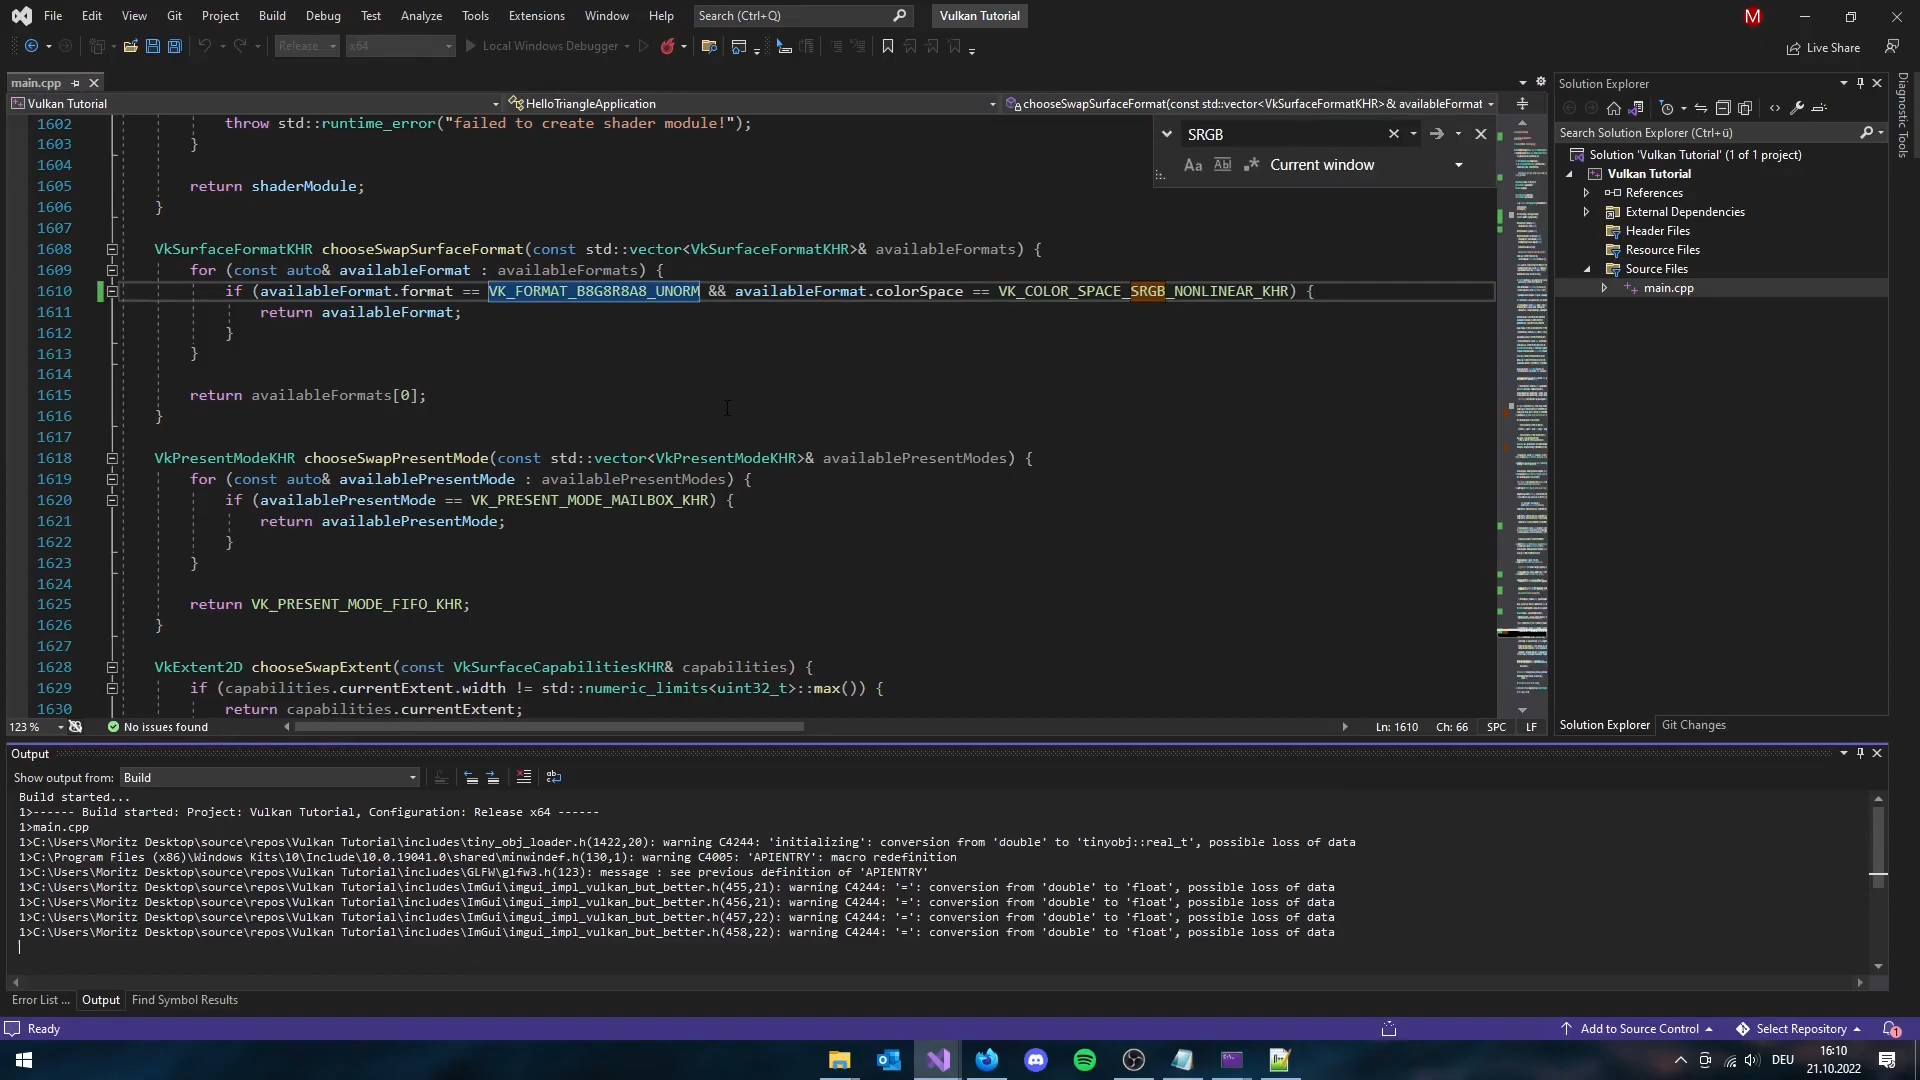 File Edit View Git Project Build Debug Test Analyze Tools Extensions Window Help Search (Ctrl+Q) Vulkan Tutorial M
Release x64 Local Windows Debugger Live Share
main.cpp
Vulkan Tutorial HelloTriangleApplication chooseSwapSurfaceFormat(const std::vector<VkSurfaceFormatKHR>& availableFormat
SRGB
Aa Abl .* Current window
1602 throw std::runtime_error("failed to create shader module!");
1603 }
1604
1605 return shaderModule;
1606 }
1607
1608 VkSurfaceFormatKHR chooseSwapSurfaceFormat(const std::vector<VkSurfaceFormatKHR>& availableFormats) {
1609 for (const auto& availableFormat : availableFormats) {
1610 if (availableFormat.format == VK_FORMAT_B8G8R8A8_UNORM && availableFormat.colorSpace == VK_COLOR_SPACE_SRGB_NONLINEAR_KHR) {
1611 return availableFormat;
1612 }
1613 }
1614
1615 return availableFormats[0];
1616 }
1617
1618 VkPresentModeKHR chooseSwapPresentMode(const std::vector<VkPresentModeKHR>& availablePresentModes) {
1619 for (const auto& availablePresentMode : availablePresentModes) {
1620 if (availablePresentMode == VK_PRESENT_MODE_MAILBOX_KHR) {
1621 return availablePresentMode;
1622 }
1623 }
1624
1625 return VK_PRESENT_MODE_FIFO_KHR;
1626 }
1627
1628 VkExtent2D chooseSwapExtent(const VkSurfaceCapabilitiesKHR& capabilities) {
1629 if (capabilities.currentExtent.width != std::numeric_limits<uint32_t>::max()) {
1630 return capabilities.currentExtent;
123 % No issues found Ln: 1610 Ch: 66 SPC LF
Solution Explorer
Search Solution Explorer (Ctrl+ü)
Solution 'Vulkan Tutorial' (1 of 1 project)
Vulkan Tutorial
References
External Dependencies
Header Files
Resource Files
Source Files
main.cpp
Solution Explorer Git Changes
Diagnostic Tools
Output
Show output from: Build
Build started...
1>------ Build started: Project: Vulkan Tutorial, Configuration: Release x64 ------
1>main.cpp
1>C:\Users\Moritz Desktop\source\repos\Vulkan Tutorial\includes\tiny_obj_loader.h(1422,20): warning C4244: 'initializing': conversion from 'double' to 'tinyobj::real_t', possible loss of data
1>C:\Program Files (x86)\Windows Kits\10\Include\10.0.19041.0\shared\minwindef.h(130,1): warning C4005: 'APIENTRY': macro redefinition
1>C:\Users\Moritz Desktop\source\repos\Vulkan Tutorial\includes\GLFW\glfw3.h(123): message : see previous definition of 'APIENTRY'
1>C:\Users\Moritz Desktop\source\repos\Vulkan Tutorial\includes\ImGui\imgui_impl_vulkan_but_better.h(455,21): warning C4244: '=': conversion from 'double' to 'float', possible loss of data
1>C:\Users\Moritz Desktop\source\repos\Vulkan Tutorial\includes\ImGui\imgui_impl_vulkan_but_better.h(456,21): warning C4244: '=': conversion from 'double' to 'float', possible loss of data
1>C:\Users\Moritz Desktop\source\repos\Vulkan Tutorial\includes\ImGui\imgui_impl_vulkan_but_better.h(457,22): warning C4244: '=': conversion from 'double' to 'float', possible loss of data
1>C:\Users\Moritz Desktop\source\repos\Vulkan Tutorial\includes\ImGui\imgui_impl_vulkan_but_better.h(458,22): warning C4244: '=': conversion from 'double' to 'float', possible loss of data
Error List ... Output Find Symbol Results
Ready Add to Source Control Select Repository 1
DEU 16:10
21.10.2022